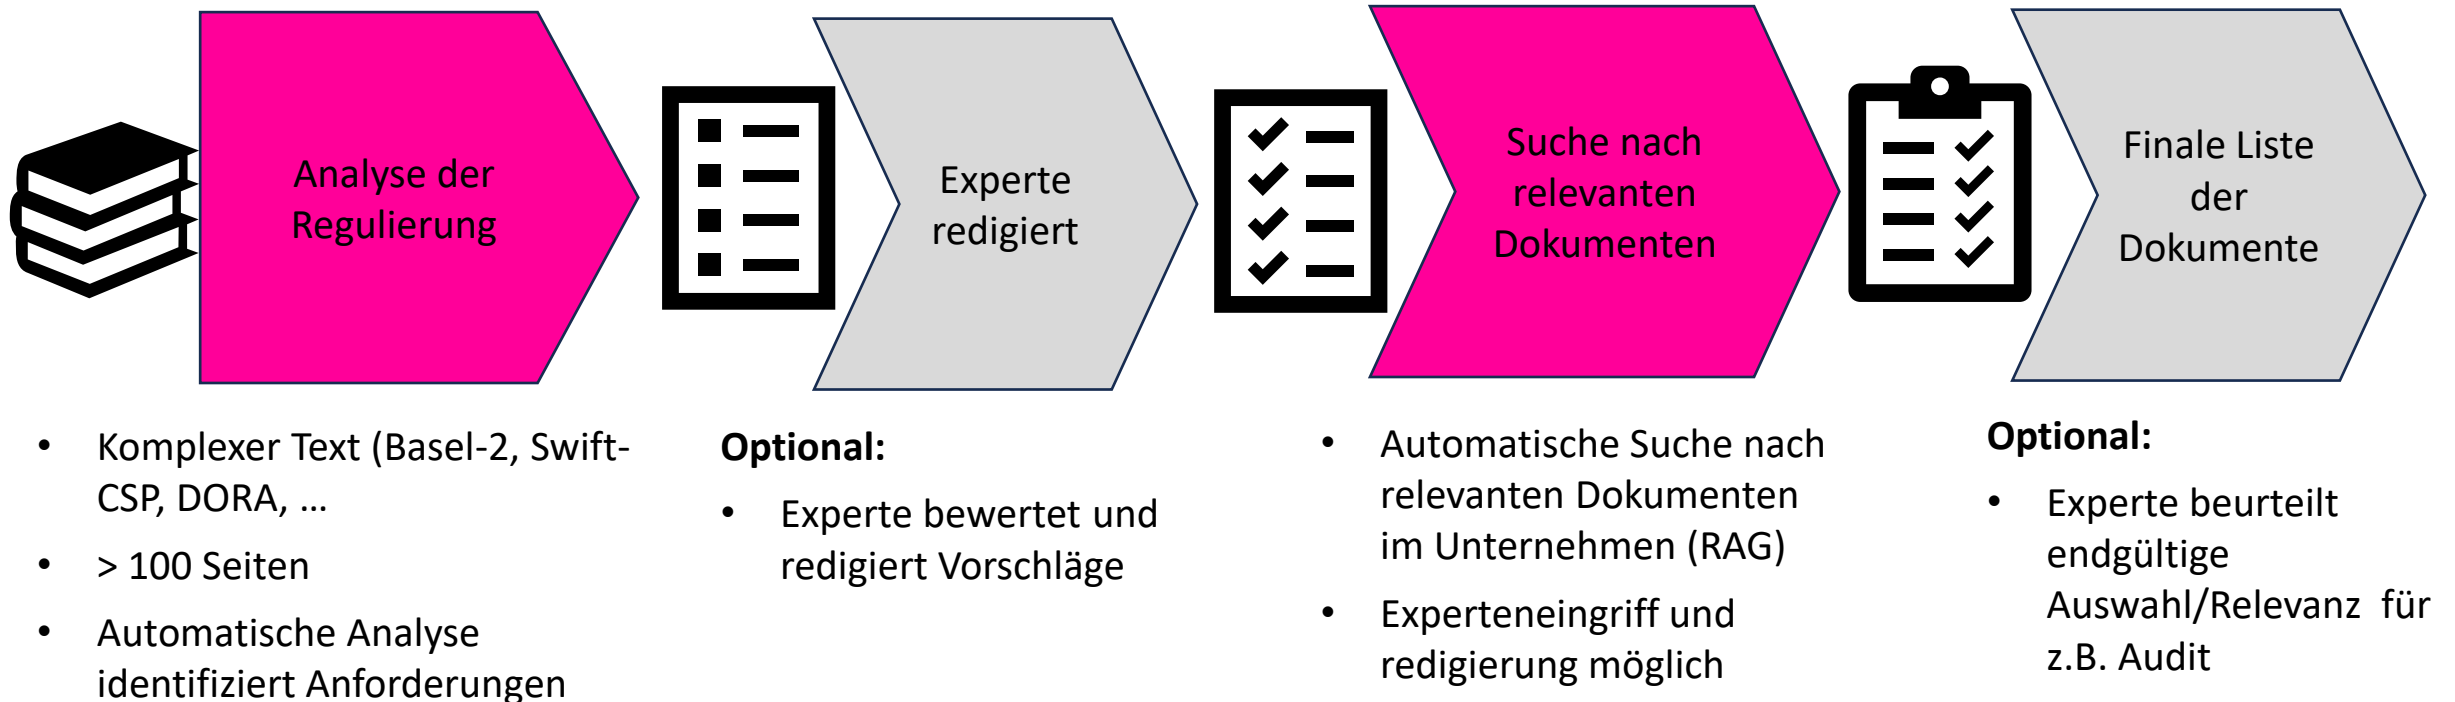 Analyse der
Regulierung
Experte
redigiert
Suche nach
relevanten
Dokumenten
Finale Liste
der
Dokumente
• Komplexer Text (Basel-2, Swift-
CSP, DORA, …
• > 100 Seiten
• Automatische Analyse
identifiziert Anforderungen
Optional:
• Experte bewertet und
redigiert Vorschläge
• Automatische Suche nach
relevanten Dokumenten
im Unternehmen (RAG)
• Experteneingriff und
redigierung möglich
Optional:
• Experte beurteilt
endgültige
Auswahl/Relevanz für
z.B. Audit